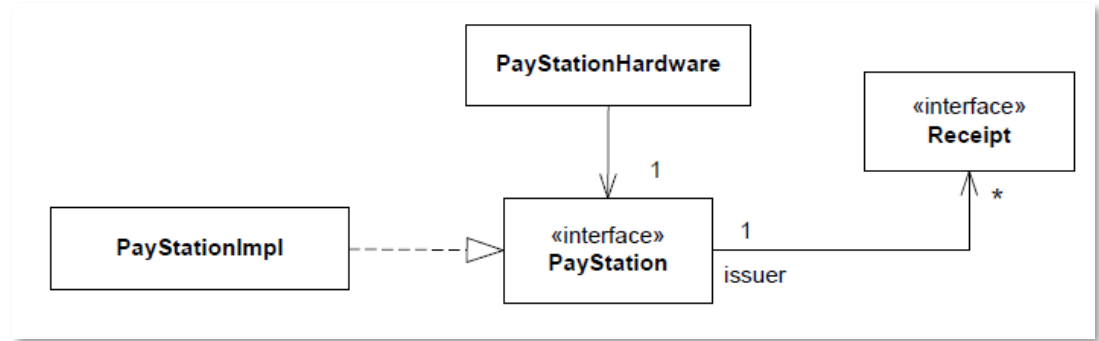 PayStationHardware
«interface»
Receipt
1
*
PayStationImpl
«interface»
PayStation
1
issuer